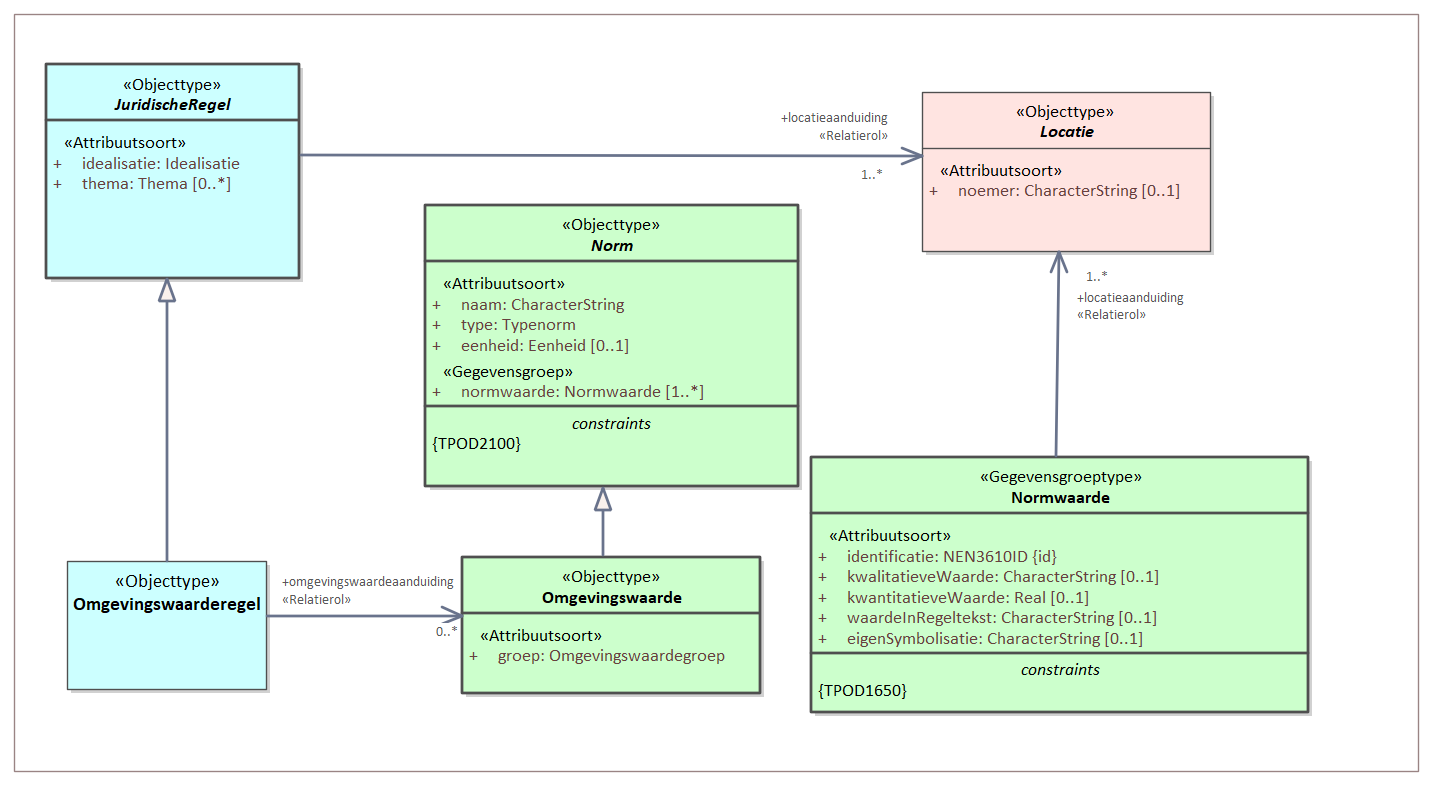 «Objecttype»
JuridischeRegel
«Attribuutsoort»
+ idealisatie: Idealisatie
+ thema: Thema [0..*]
+locatieaanduiding
«Relatierol»
1..*
«Objecttype»
Locatie
«Attribuutsoort»
+ noemer: CharacterString [0..1]
«Objecttype»
Norm
«Attribuutsoort»
+ naam: CharacterString
+ type: Typenorm
+ eenheid: Eenheid [0..1]
«Gegevensgroep»
+ normwaarde: Normwaarde [1..*]
constraints
{TPOD2100}
1..*
+locatieaanduiding
«Relatierol»
«Gegevensgroeptype»
Normwaarde
«Attribuutsoort»
+ identificatie: NEN3610ID {id}
+ kwalitatieveWaarde: CharacterString [0..1]
+ kwantitatieveWaarde: Real [0..1]
+ waardeInRegeltekst: CharacterString [0..1]
+ eigenSymbolisatie: CharacterString [0..1]
constraints
{TPOD1650}
«Objecttype»
Omgevingswaarderegel
+omgevingswaardeaanduiding
«Relatierol»
0..*
«Objecttype»
Omgevingswaarde
«Attribuutsoort»
+ groep: Omgevingswaardegroep